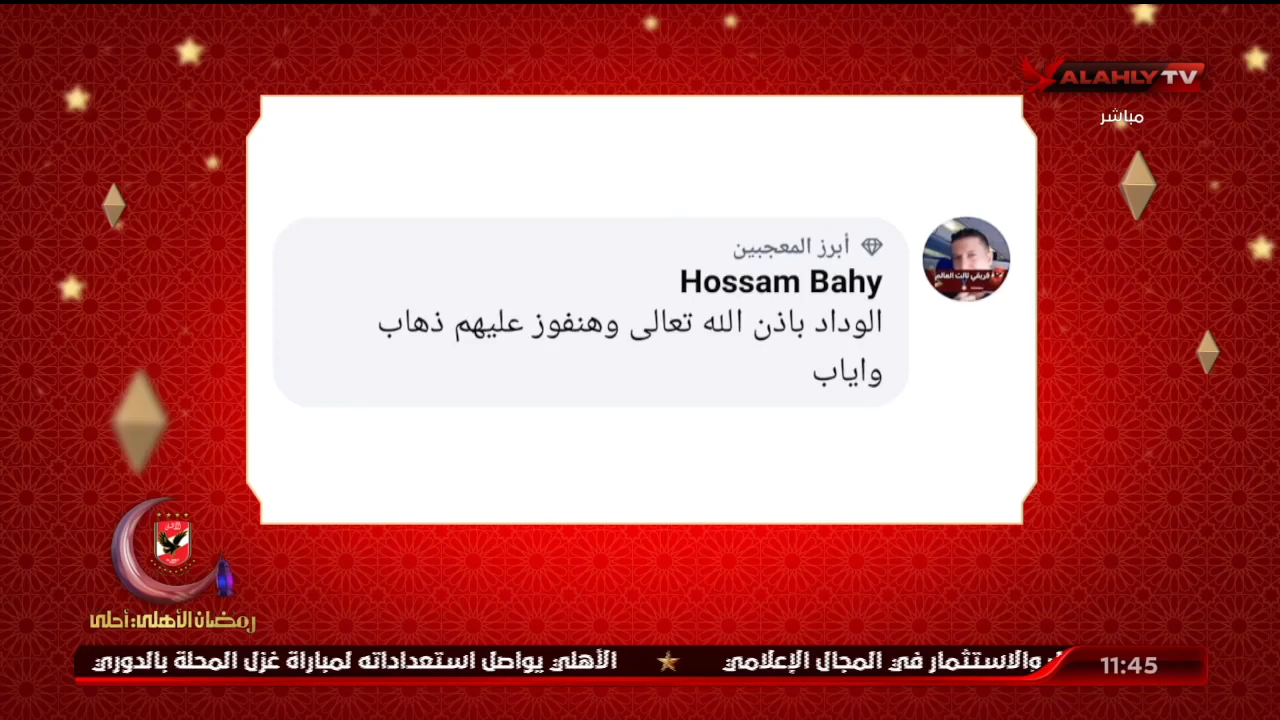 ALAHLY TV
مباشر
أبرز المعجبين
Hossam Bahy
الوداد باذن الله تعالى وهنفوز عليهم ذهاب
واياب
رمضان الأهلى: أحلى
11:45
والاستثمار في المجال الإعلامي
الأهلي يواصل استعداداته لمباراة غزل المحلة بالدوري